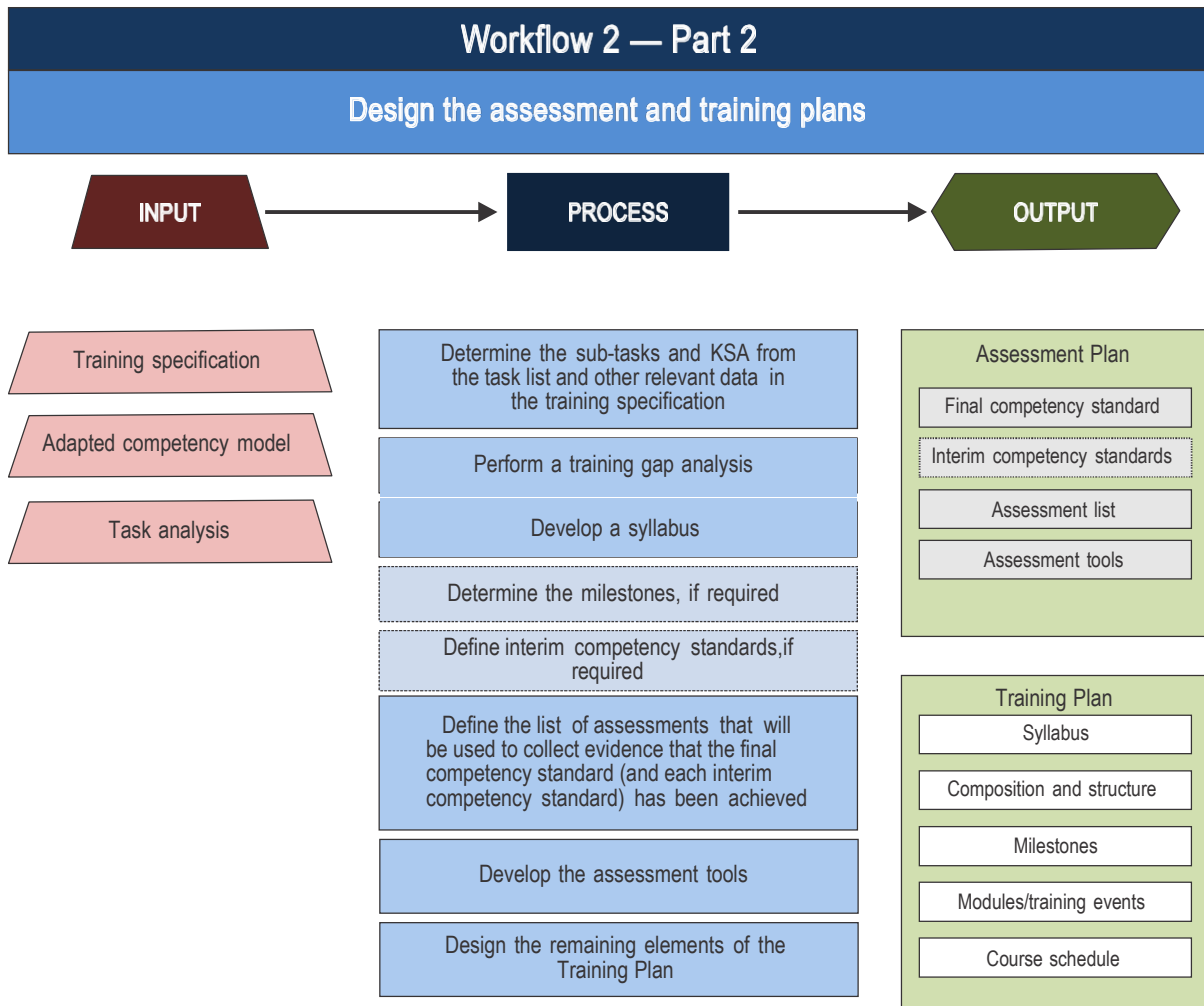 Workflow 2 — Part 2
Design the assessment and training plans
INPUT
PROCESS
OUTPUT
Training specification
Adapted competency model
Task analysis
Determine the sub-tasks and KSA from
the task list and other relevant data in
the training specification
Perform a training gap analysis
Develop a syllabus
Determine the milestones, if required
Define interim competency standards,if
required
Define the list of assessments that will
be used to collect evidence that the final
competency standard (and each interim
competency standard) has been achieved
Develop the assessment tools
Design the remaining elements of the
Training Plan
Assessment Plan
Final competency standard
Interim competency standards
Assessment list
Assessment tools
Training Plan
Syllabus
Composition and structure
Milestones
Modules/training events
Course schedule